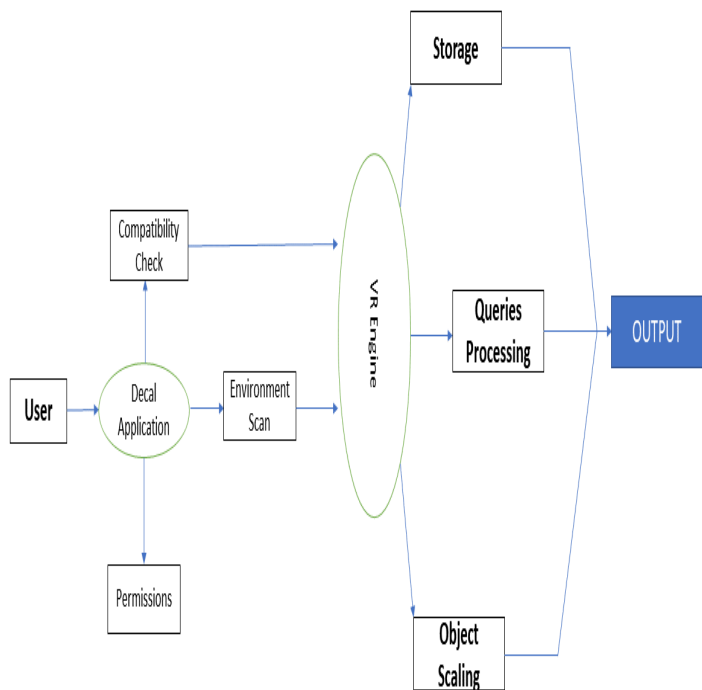 Storage
Compatibility
Check
VR Engine
Queries
Processing
OUTPUT
User
Decal
Application
Environment
Scan
Permissions
Object
Scaling